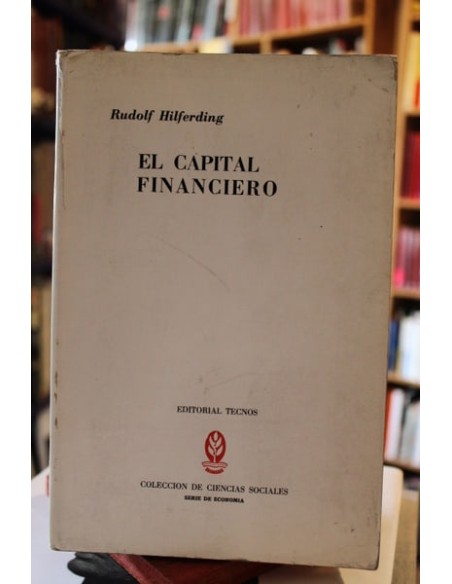 Rudolf Hilferding
EL CAPITAL
FINANCIERO
EDITORIAL TECNOS
COLECCION DE CIENCIAS SOCIALES
SERIE DE ECONOMIA